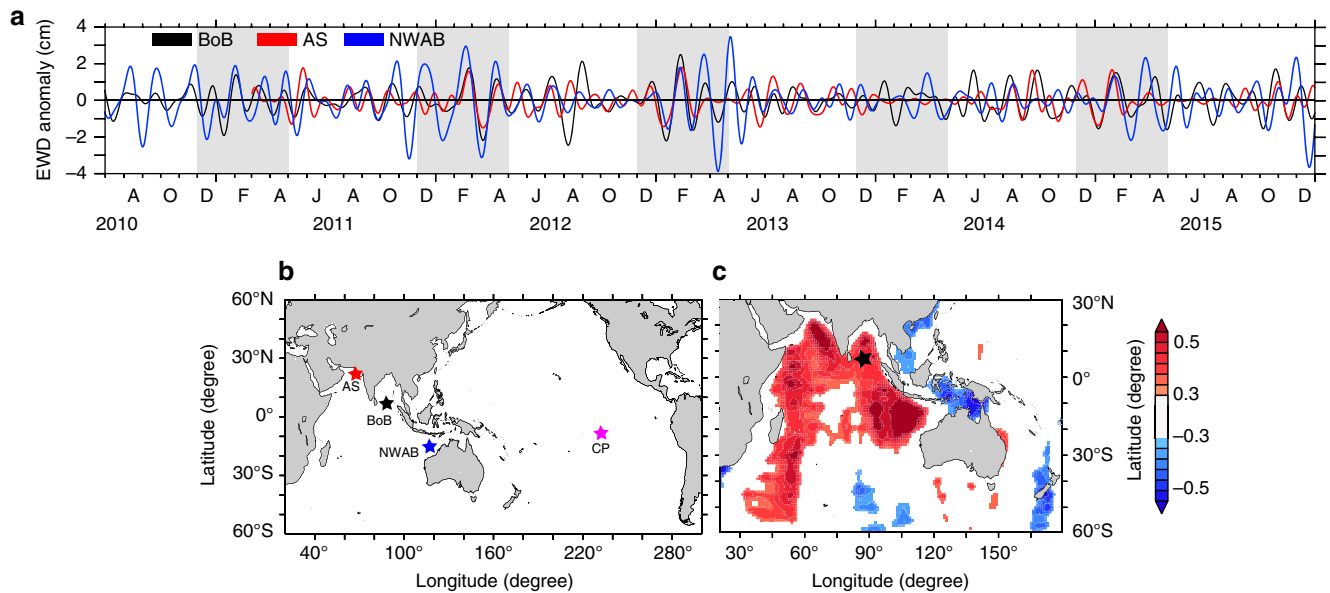 a
EWD anomaly (cm)
4
2
0
−2
−4
BoB AS NWAB
A O D F A J A O D F A J A O D F A J A O D F A J A O D F A J A O D
2010 2011 2012 2013 2014 2015
b
Latitude (degree)
60°N
30°N
0°
30°S
60°S
AS
BoB
NWAB
CP
40° 100° 160° 220° 280°
Longitude (degree)
c
30°N
0°
30°S
60°S
Latitude (degree)
30° 60° 90° 120° 150°
Longitude (degree)
0.5
0.3
−0.3
−0.5